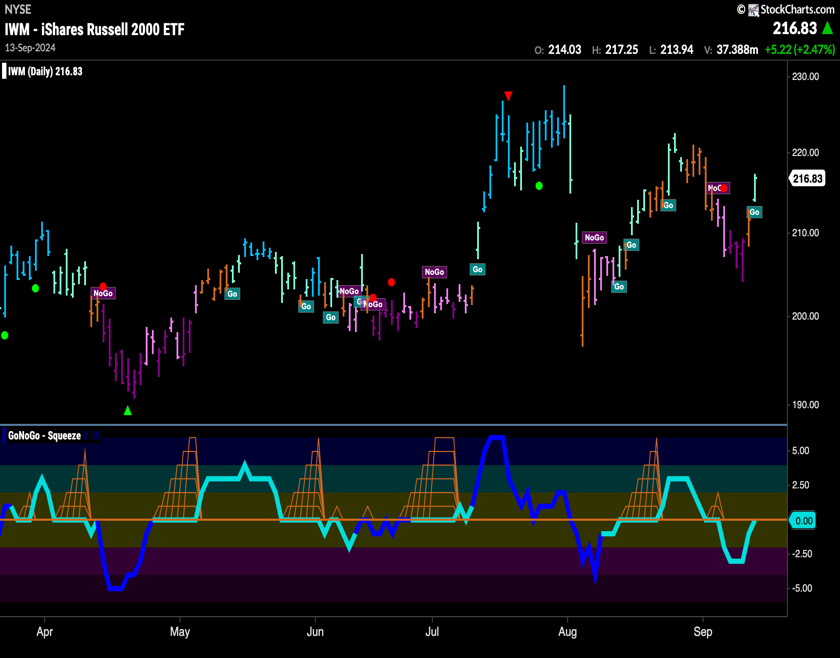 NYSE
© StockCharts.com
IWM - iShares Russell 2000 ETF
216.83
13-Sep-2024
O: 214.03 H: 217.25 L: 213.94 V: 37.388m +5.22 (+2.47%)
IWM (Daily) 216.83
230.00
220.00
216.83
210.00
200.00
190.00
NoGo
Go
Go
Go
NoGo
NoGo
NoGo
Go
NoGo
Go
Go
Go
Go
GoNoGo - Squeeze 0.00
5.00
2.50
0.00
-2.50
-5.00
Apr May Jun Jul Aug Sep